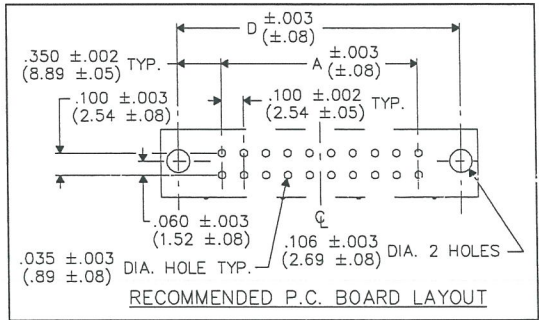 D ±.003
(±.08)
.350 ±.002
(8.89 ±.05) TYP.
A ±.003
(±.08)
.100 ±.003
(2.54 ±.08)
.100 ±.002
(2.54 ±.05) TYP.
.060 ±.003
(1.52 ±.08)
℄
.035 ±.003
(.89 ±.08) DIA. HOLE TYP.
.106 ±.003
(2.69 ±.08) DIA. 2 HOLES
RECOMMENDED P.C. BOARD LAYOUT